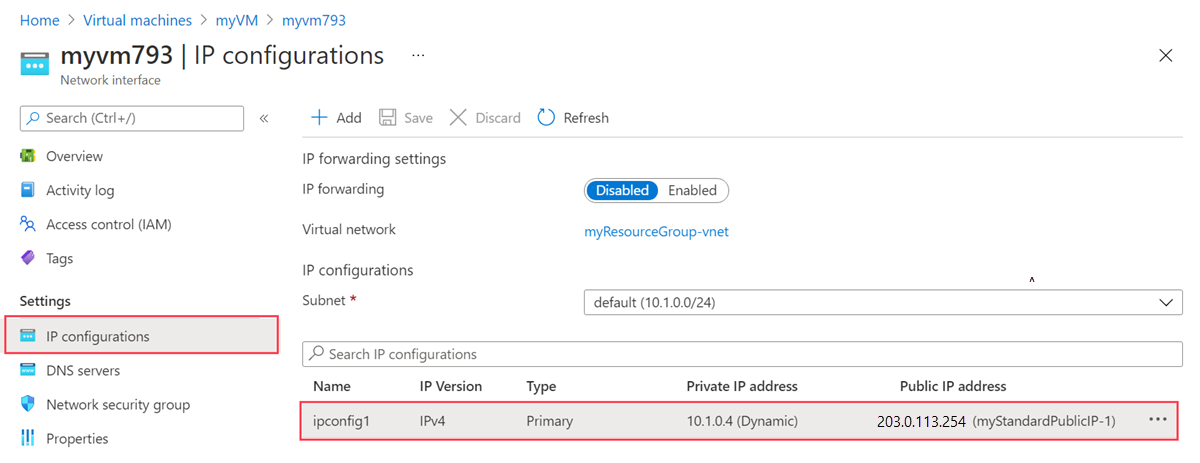 Home > Virtual machines > myVM > myvm793
myvm793 | IP configurations ...
Network interface
Search (Ctrl+/) «
Add Save Discard Refresh
Overview
Activity log
Access control (IAM)
Tags
Settings
IP configurations
DNS servers
Network security group
Properties
IP forwarding settings
IP forwarding Disabled Enabled
Virtual network myResourceGroup-vnet
IP configurations
Subnet * default (10.1.0.0/24)
^
Search IP configurations
Name IP Version Type Private IP address Public IP address
ipconfig1 IPv4 Primary 10.1.0.4 (Dynamic) 203.0.113.254 (myStandardPublicIP-1) ...